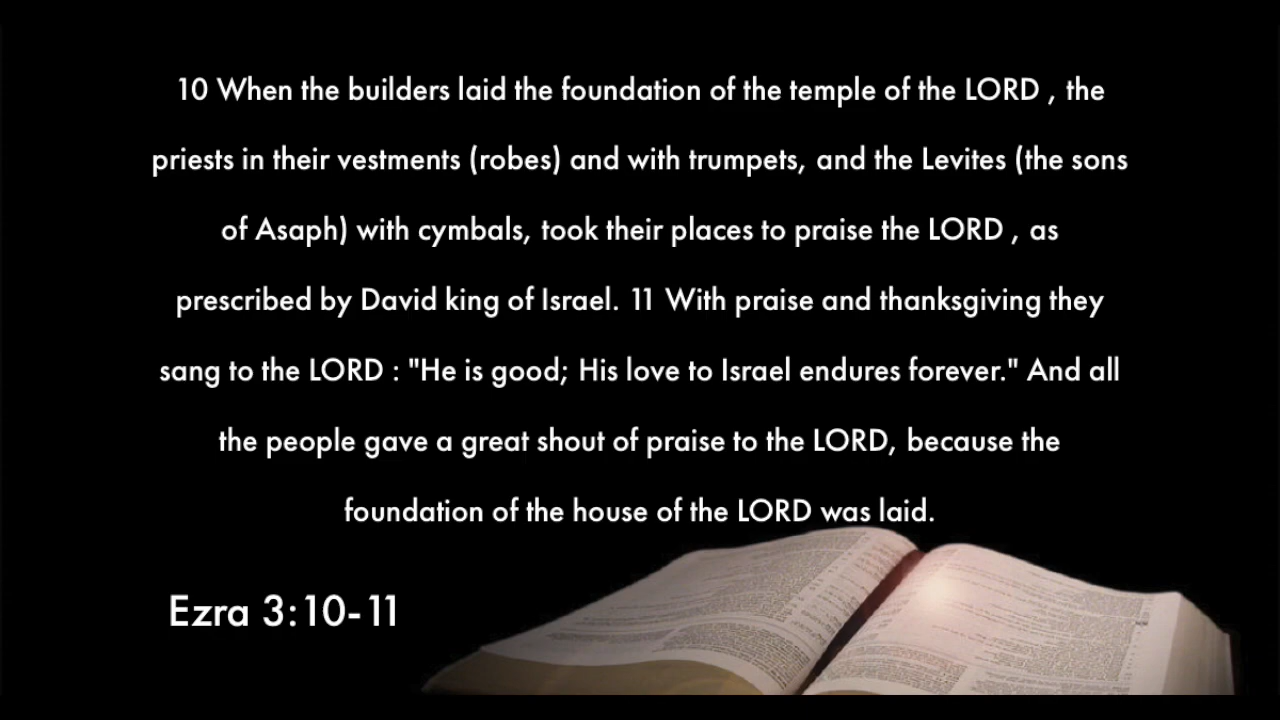 10 When the builders laid the foundation of the temple of the LORD , the
priests in their vestments (robes) and with trumpets, and the Levites (the sons
of Asaph) with cymbals, took their places to praise the LORD , as
prescribed by David king of Israel. 11 With praise and thanksgiving they
sang to the LORD : "He is good; His love to Israel endures forever." And all
the people gave a great shout of praise to the LORD, because the
foundation of the house of the LORD was laid.
Ezra 3:10-11